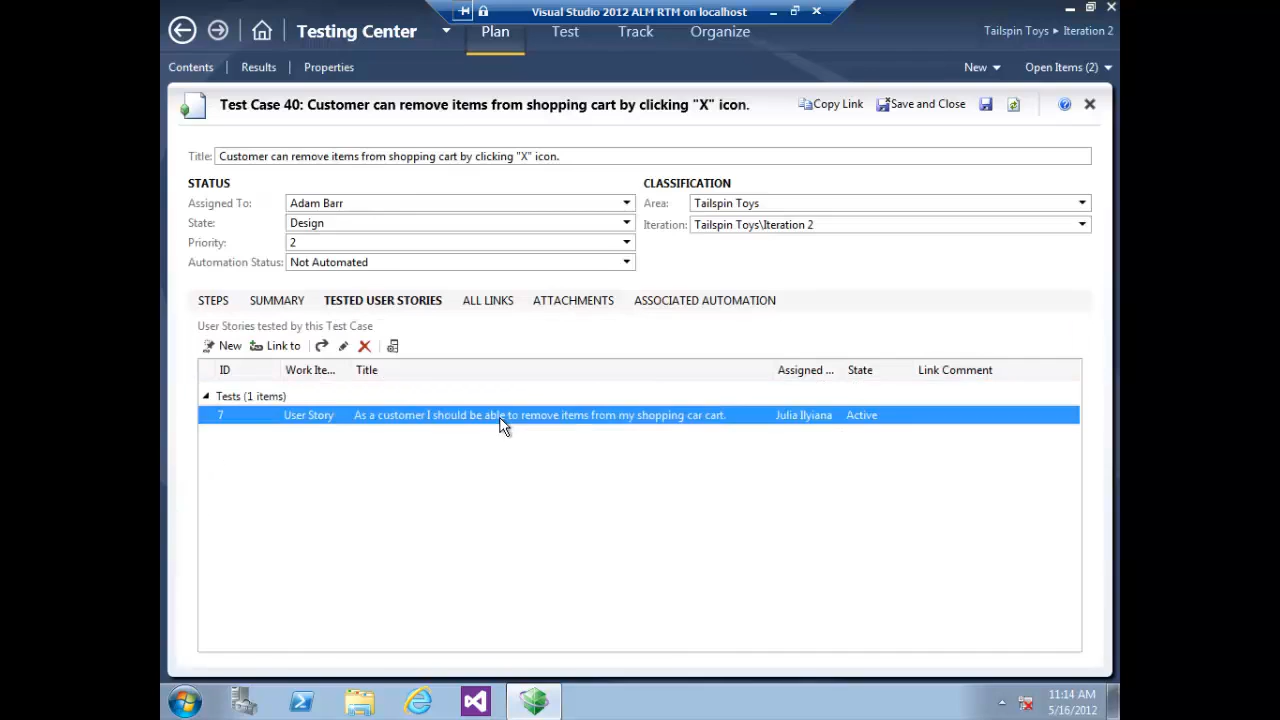 Visual Studio 2012 ALM RTM on localhost
Testing Center Plan Test Track Organize Tailspin Toys ▸ Iteration 2
Contents Results Properties New Open Items (2)
Test Case 40: Customer can remove items from shopping cart by clicking "X" icon. Copy Link Save and Close
Title: Customer can remove items from shopping cart by clicking "X" icon.
STATUS CLASSIFICATION
Assigned To: Adam Barr Area: Tailspin Toys
State: Design Iteration: Tailspin Toys\Iteration 2
Priority: 2
Automation Status: Not Automated
STEPS SUMMARY TESTED USER STORIES ALL LINKS ATTACHMENTS ASSOCIATED AUTOMATION
User Stories tested by this Test Case
New Link to
ID Work Ite... Title Assigned ... State Link Comment
Tests (1 items)
7 User Story As a customer I should be able to remove items from my shopping car cart. Julia Ilyiana Active
11:14 AM
5/16/2012